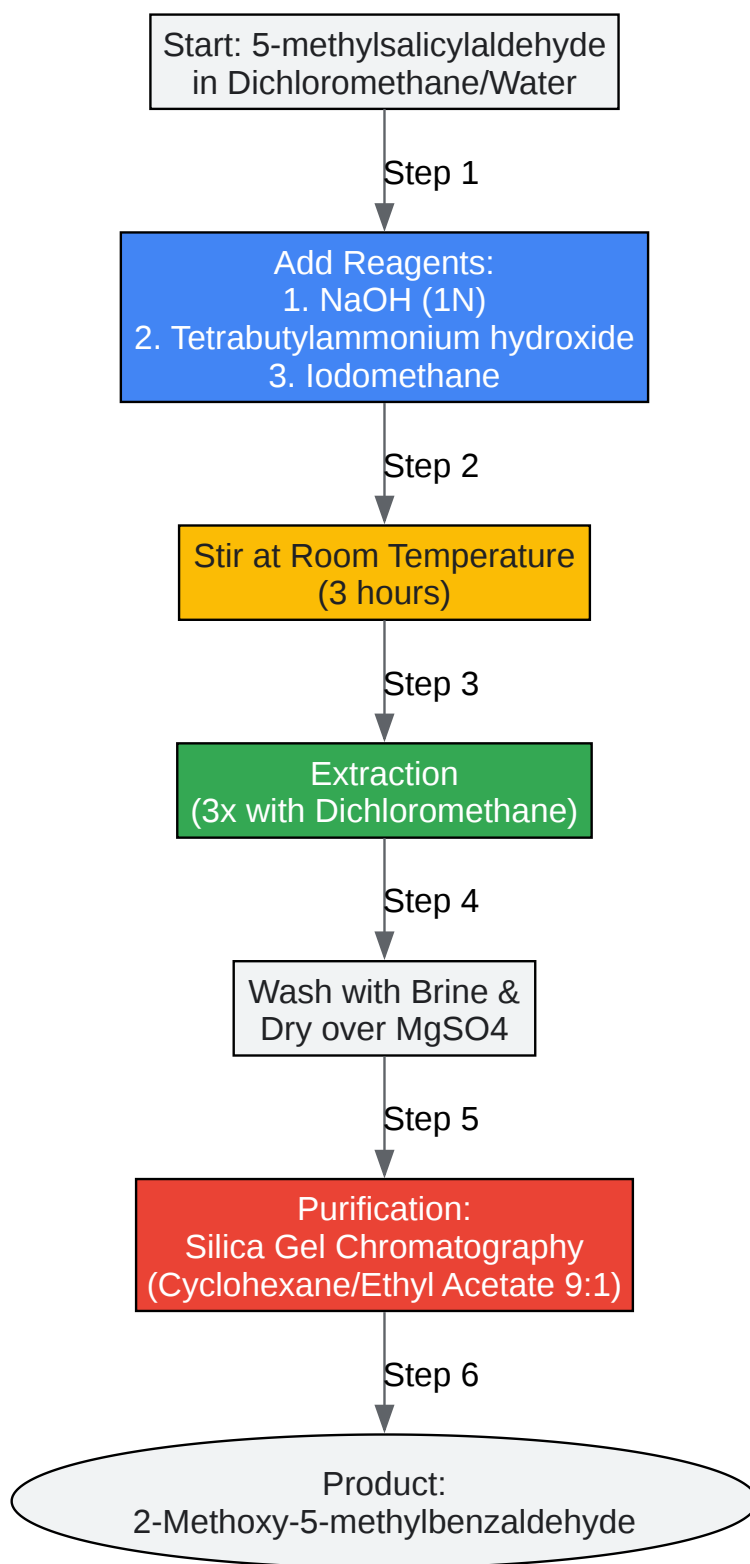 Start: 5-methylsalicylaldehyde
in Dichloromethane/Water
Step 1
Add Reagents:
1. NaOH (1N)
2. Tetrabutylammonium hydroxide
3. Iodomethane
Step 2
Stir at Room Temperature
(3 hours)
Step 3
Extraction
(3x with Dichloromethane)
Step 4
Wash with Brine &
Dry over MgSO4
Step 5
Purification:
Silica Gel Chromatography
(Cyclohexane/Ethyl Acetate 9:1)
Step 6
Product:
2-Methoxy-5-methylbenzaldehyde